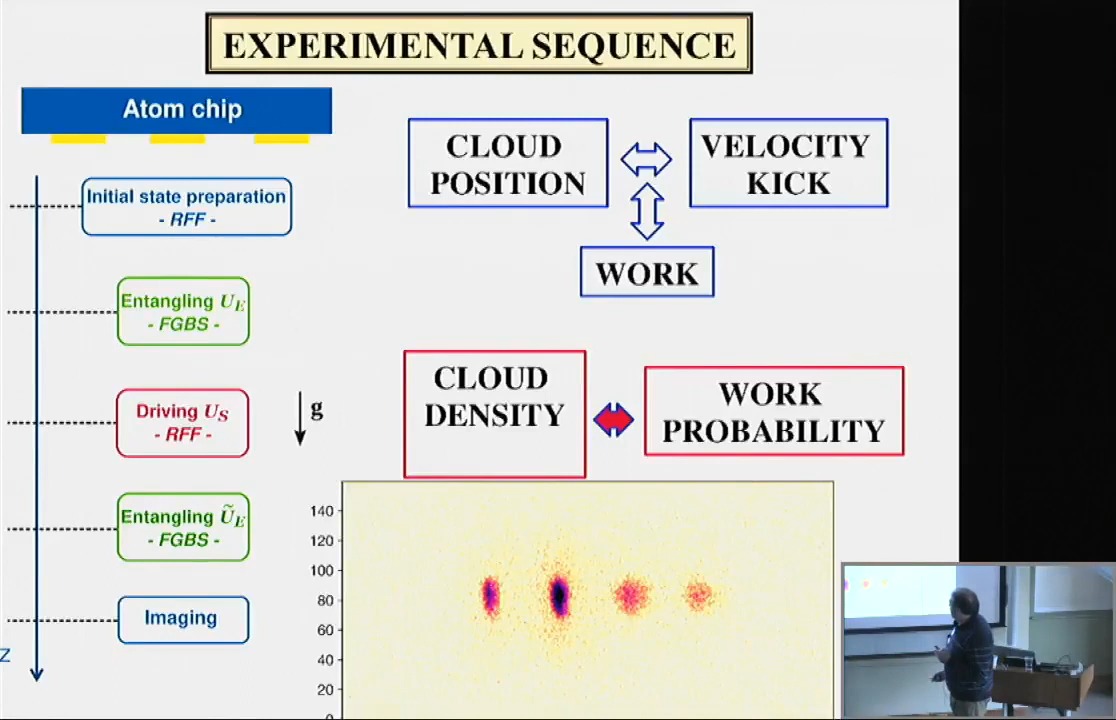 EXPERIMENTAL SEQUENCE
Atom chip
Initial state preparation
- RFF -
Entangling U_E
- FGBS -
Driving U_S
- RFF -
g
Entangling Ũ_E
- FGBS -
Imaging
z
CLOUD
POSITION
VELOCITY
KICK
WORK
CLOUD
DENSITY
WORK
PROBABILITY
140
120
100
80
60
40
20
0